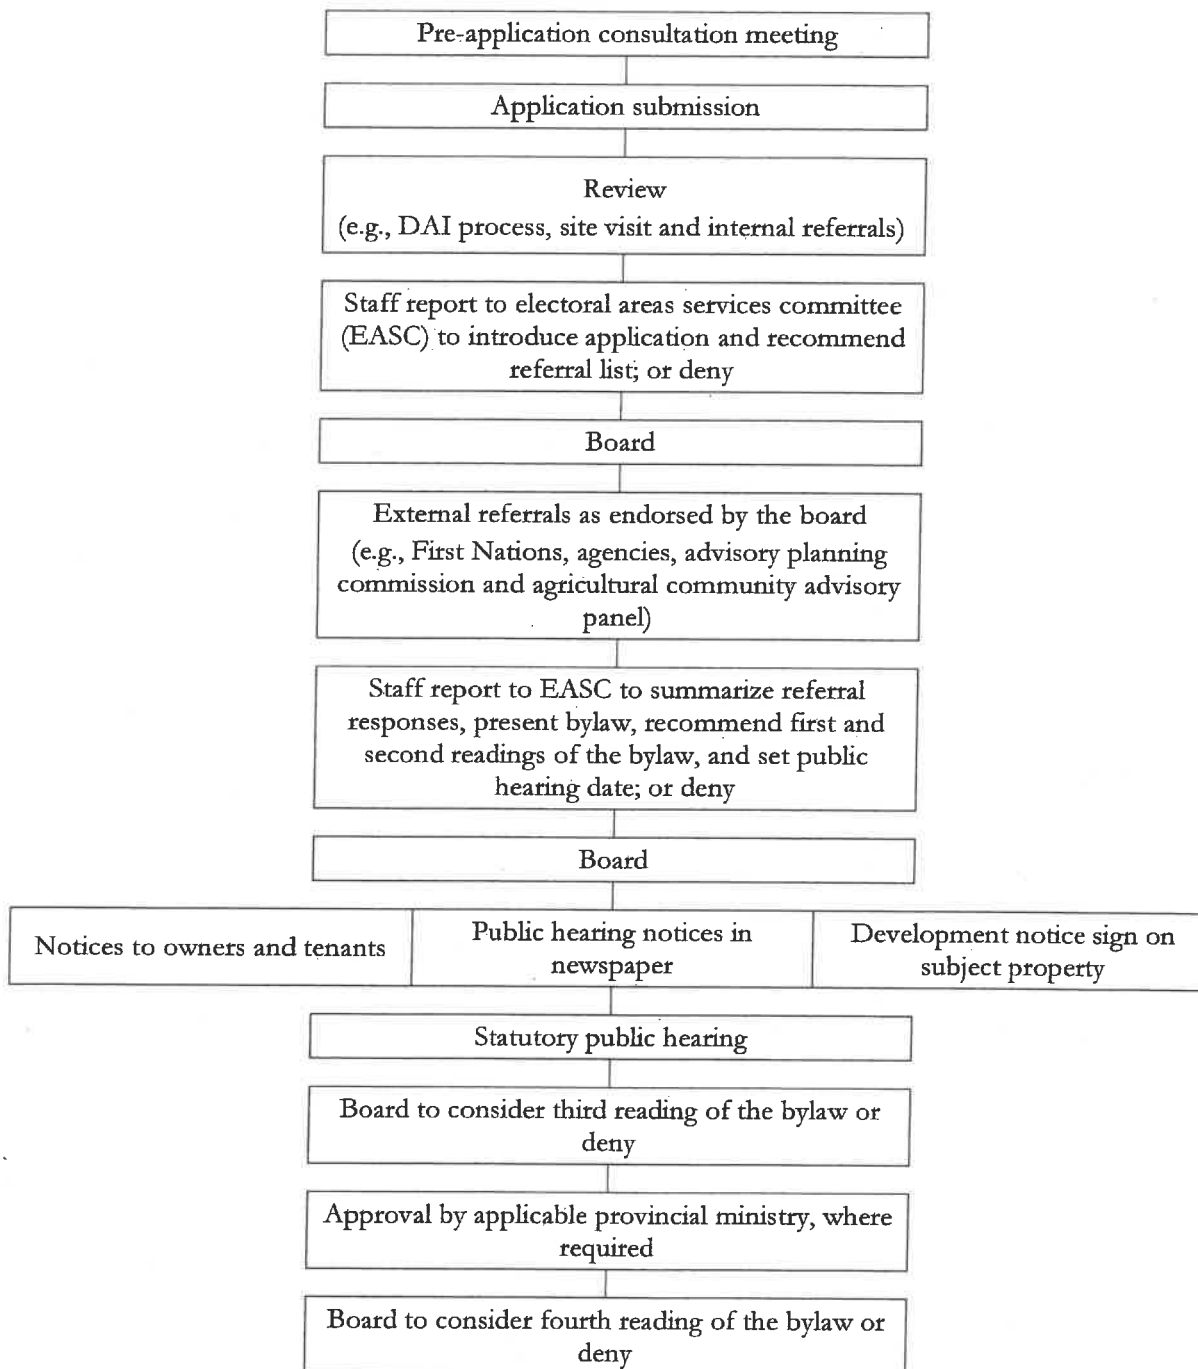 Pre-application consultation meeting
Application submission
Review
(e.g., DAI process, site visit and internal referrals)
Staff report to electoral areas services committee
(EASC) to introduce application and recommend
referral list; or deny
Board
External referrals as endorsed by the board
(e.g., First Nations, agencies, advisory planning
commission and agricultural community advisory
panel)
Staff report to EASC to summarize referral
responses, present bylaw, recommend first and
second readings of the bylaw, and set public
hearing date; or deny
Board
Notices to owners and tenants
Public hearing notices in
newspaper
Development notice sign on
subject property
Statutory public hearing
Board to consider third reading of the bylaw or
deny
Approval by applicable provincial ministry, where
required
Board to consider fourth reading of the bylaw or
deny